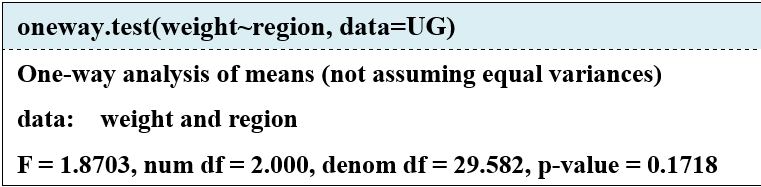 oneway.test(weight~region, data=UG)
One-way analysis of means (not assuming equal variances)
data: weight and region
F = 1.8703, num df = 2.000, denom df = 29.582, p-value = 0.1718